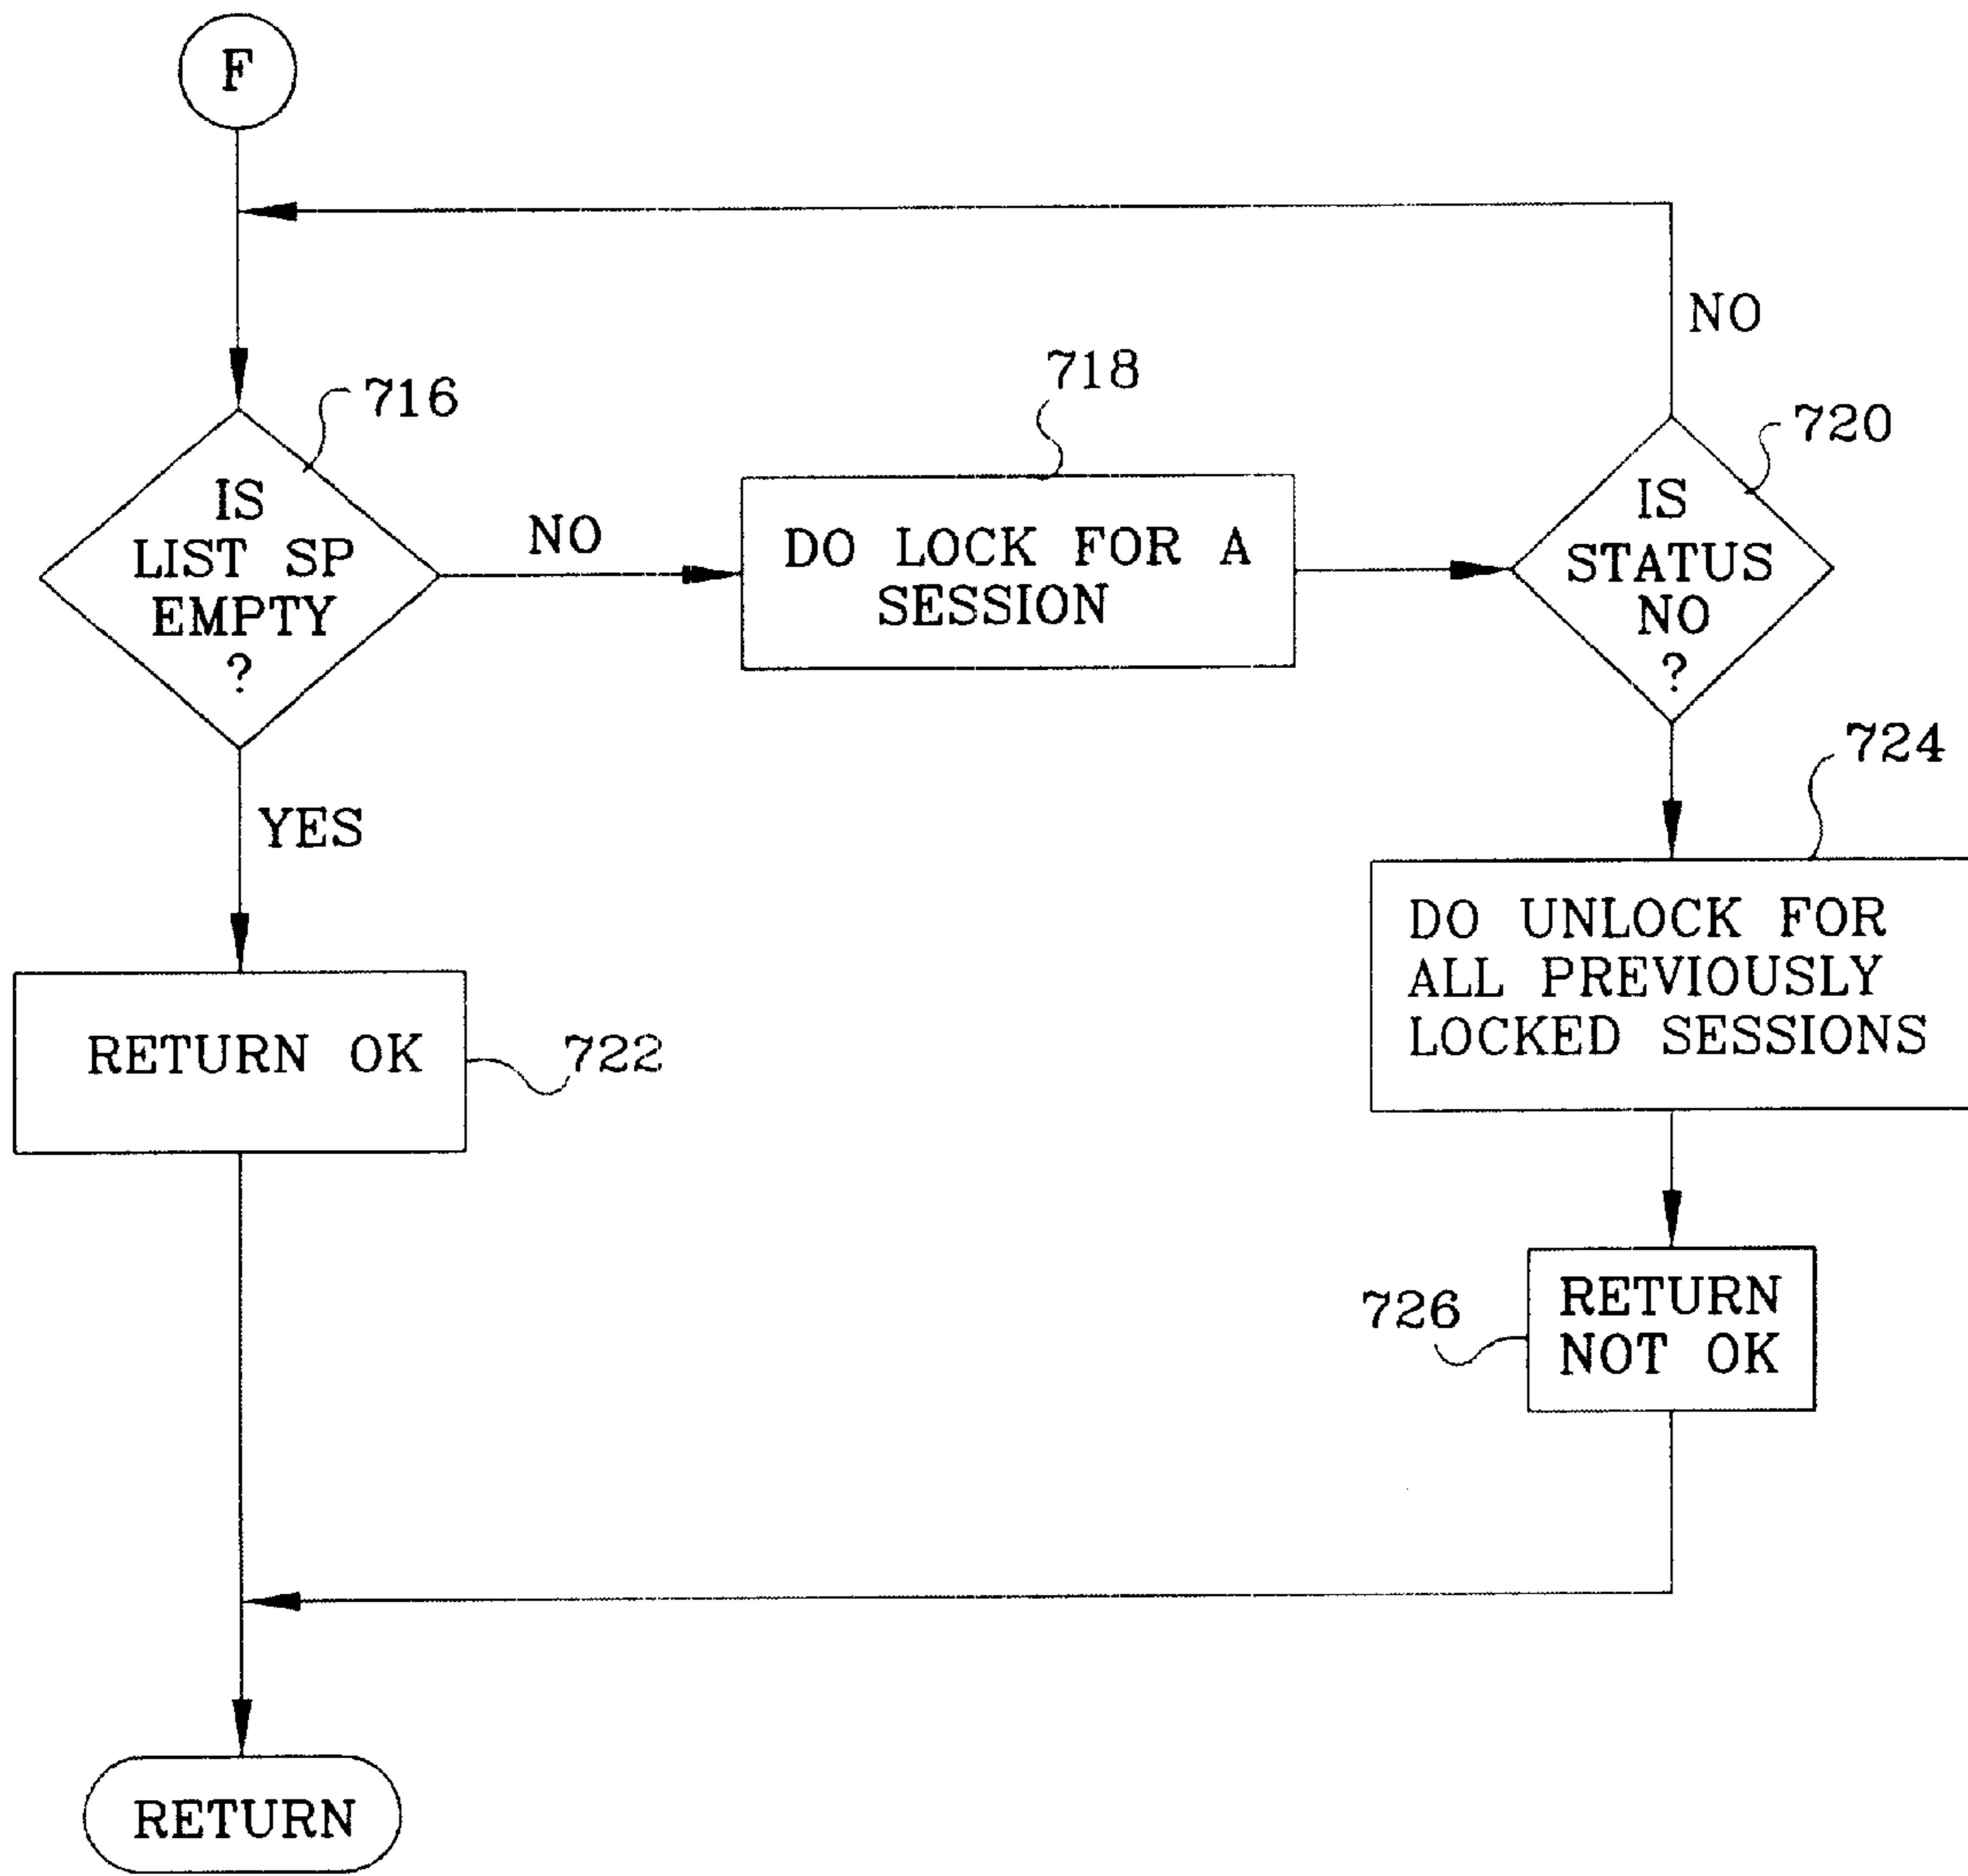 F
NO
716
718
720
IS
LIST SP
EMPTY
?
NO
DO LOCK FOR A
SESSION
IS
STATUS
NO
?
724
YES
DO UNLOCK FOR
ALL PREVIOUSLY
LOCKED SESSIONS
RETURN OK
722
726
RETURN
NOT OK
RETURN